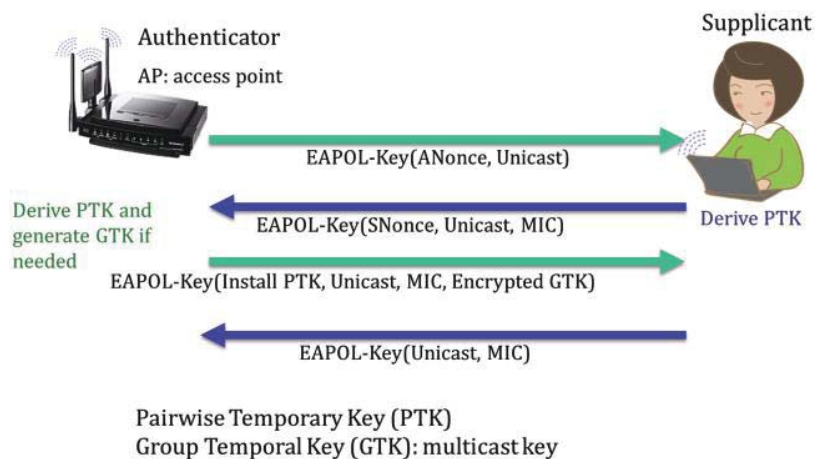 Authenticator
AP: access point
Supplicant
EAPOL-Key(ANonce, Unicast)
EAPOL-Key(SNonce, Unicast, MIC)
Derive PTK
Derive PTK and
generate GTK if
needed
EAPOL-Key(Install PTK, Unicast, MIC, Encrypted GTK)
EAPOL-Key(Unicast, MIC)
Pairwise Temporary Key (PTK)
Group Temporal Key (GTK): multicast key